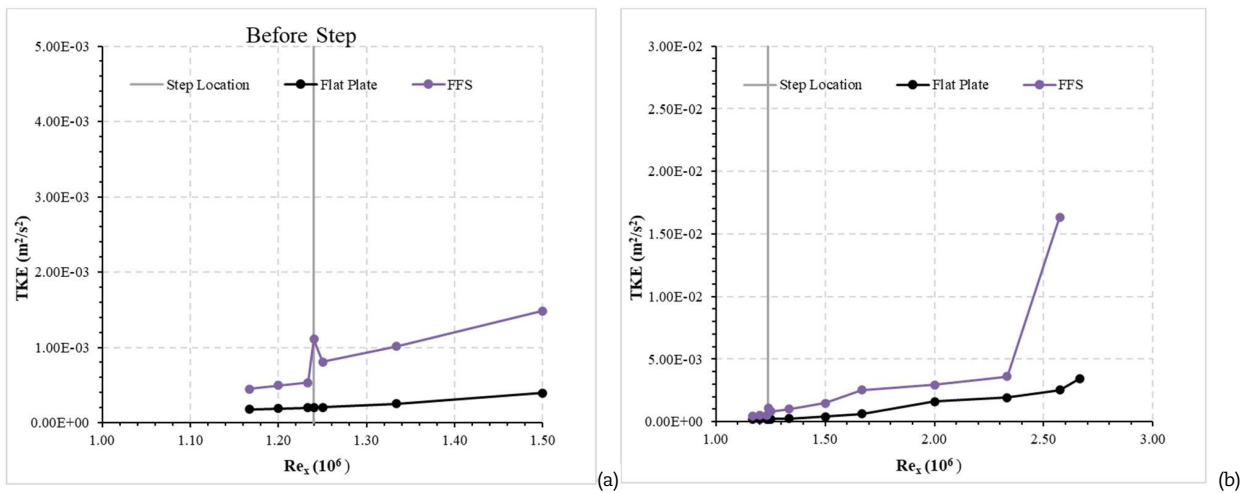 Before Step
5.00E-03
4.00E-03
3.00E-03
2.00E-03
1.00E-03
0.00E+00
TKE (m²/s²)
Step Location
Flat Plate
FFS
1.00 1.10 1.20 1.30 1.40 1.50
Reₓ (10⁶)
(a)
3.00E-02
2.50E-02
2.00E-02
1.50E-02
1.00E-02
5.00E-03
0.00E+00
TKE (m²/s²)
Step Location
Flat Plate
FFS
1.00 1.50 2.00 2.50 3.00
Reₓ (10⁶)
(b)